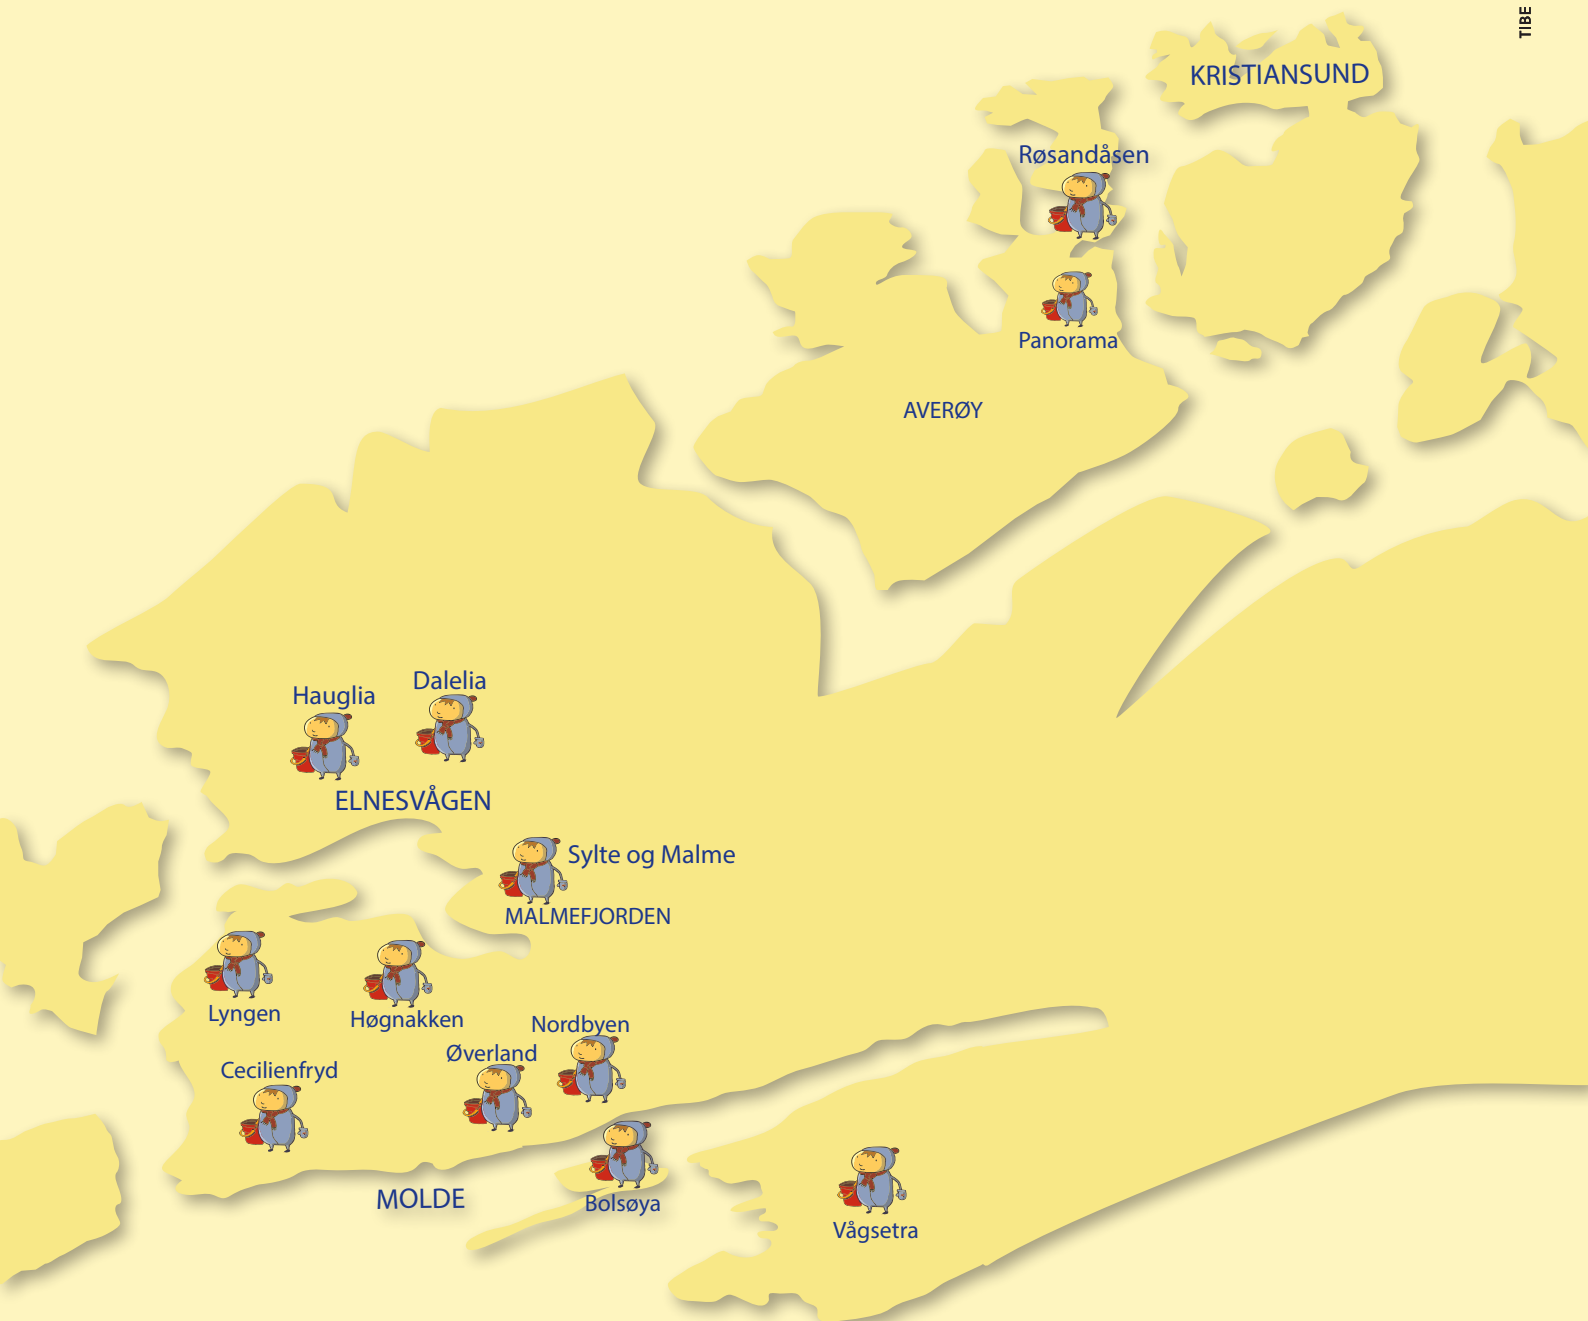 TIBE
KRISTIANSUND
Røsandåsen
Panorama
AVERØY
Dalelia
Hauglia
ELNESVÅGEN
Sylte og Malme
MALMEFJORDEN
Lyngen
Høgnakken
Nordbyen
Øverland
Cecilienfryd
MOLDE
Bolsøya
Vågsetra